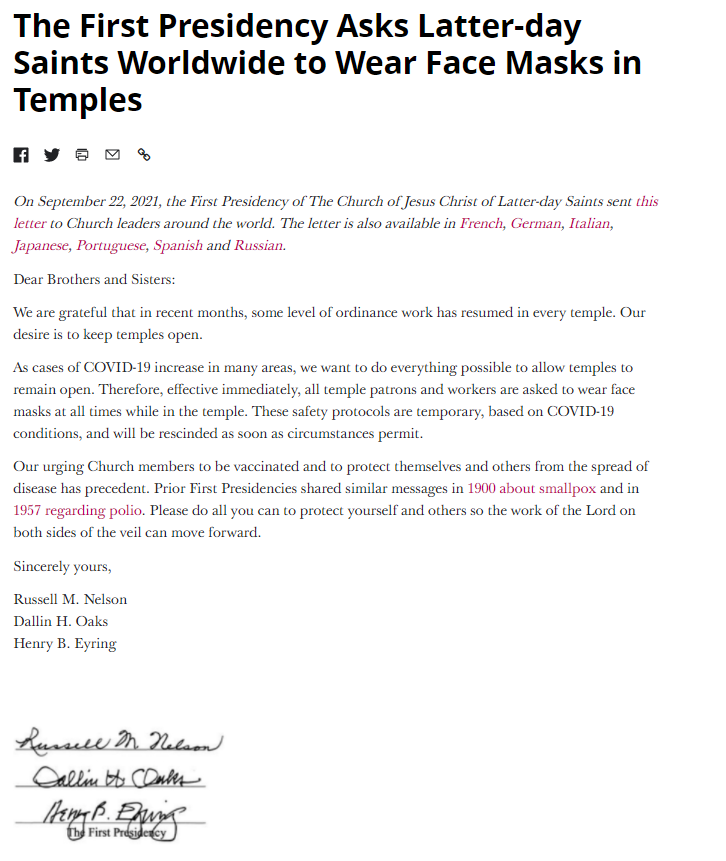 The First Presidency Asks Latter-day
Saints Worldwide to Wear Face Masks in
Temples
On September 22, 2021, the First Presidency of The Church of Jesus Christ of Latter-day Saints sent this
letter to Church leaders around the world. The letter is also available in French, German, Italian,
Japanese, Portuguese, Spanish and Russian.
Dear Brothers and Sisters:
We are grateful that in recent months, some level of ordinance work has resumed in every temple. Our
desire is to keep temples open.
As cases of COVID-19 increase in many areas, we want to do everything possible to allow temples to
remain open. Therefore, effective immediately, all temple patrons and workers are asked to wear face
masks at all times while in the temple. These safety protocols are temporary, based on COVID-19
conditions, and will be rescinded as soon as circumstances permit.
Our urging Church members to be vaccinated and to protect themselves and others from the spread of
disease has precedent. Prior First Presidencies shared similar messages in 1900 about smallpox and in
1957 regarding polio. Please do all you can to protect yourself and others so the work of the Lord on
both sides of the veil can move forward.
Sincerely yours,
Russell M. Nelson
Dallin H. Oaks
Henry B. Eyring
Russell M. Nelson
Dallin H Oaks
Henry B. Eyring
The First Presidency